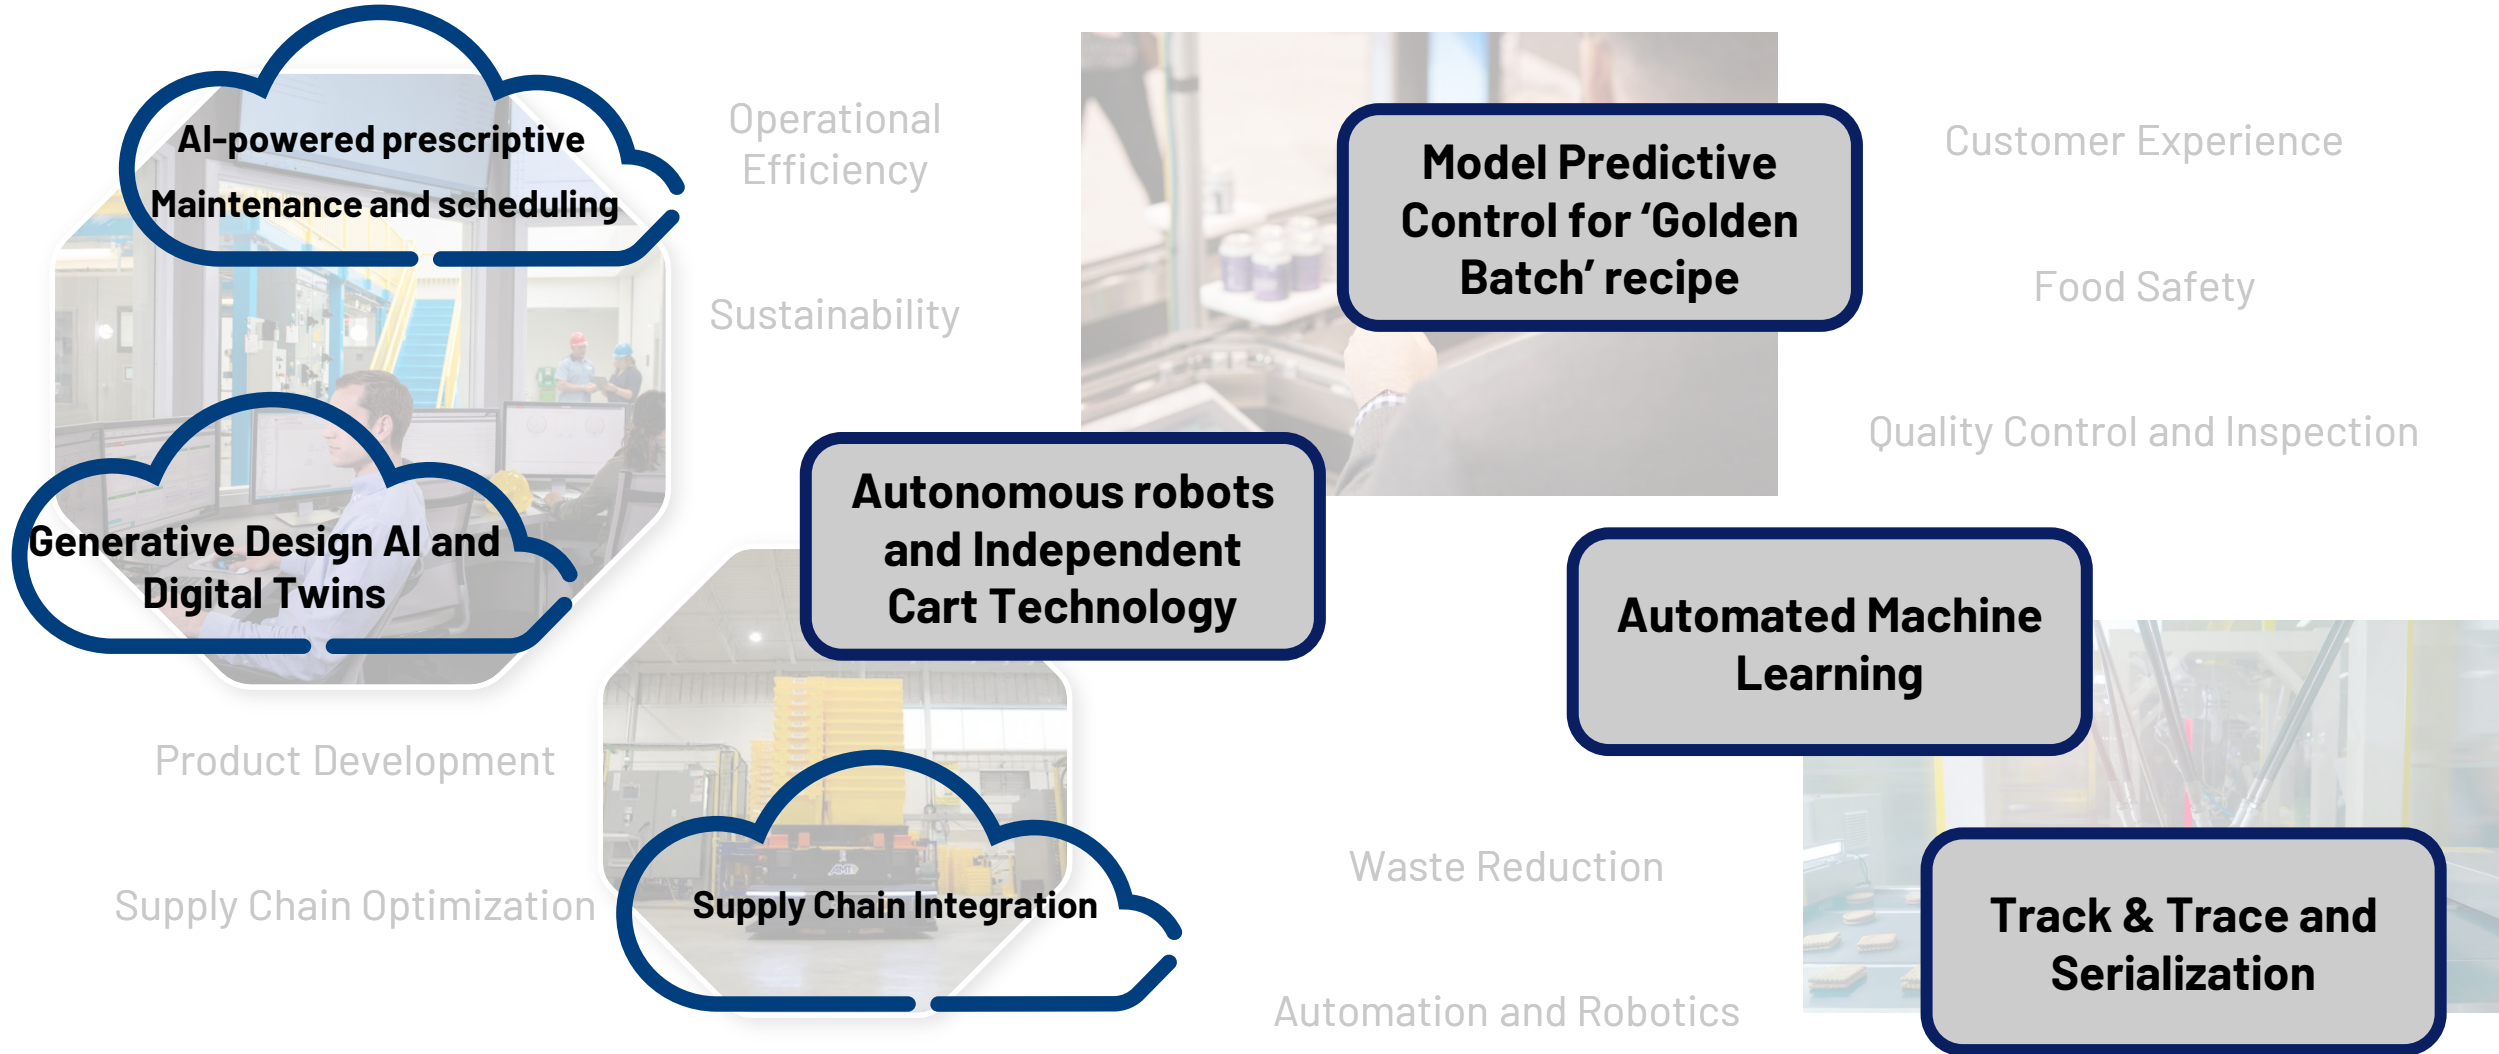 AI-powered prescriptive
Maintenance and scheduling
Operational
Efficiency
Sustainability
Generative Design AI and
Digital Twins
Product Development
Supply Chain Optimization
Autonomous robots
and Independent
Cart Technology
Supply Chain Integration
Model Predictive
Control for ‘Golden
Batch’ recipe
Customer Experience
Food Safety
Quality Control and Inspection
Automated Machine
Learning
Waste Reduction
Automation and Robotics
Track & Trace and
Serialization